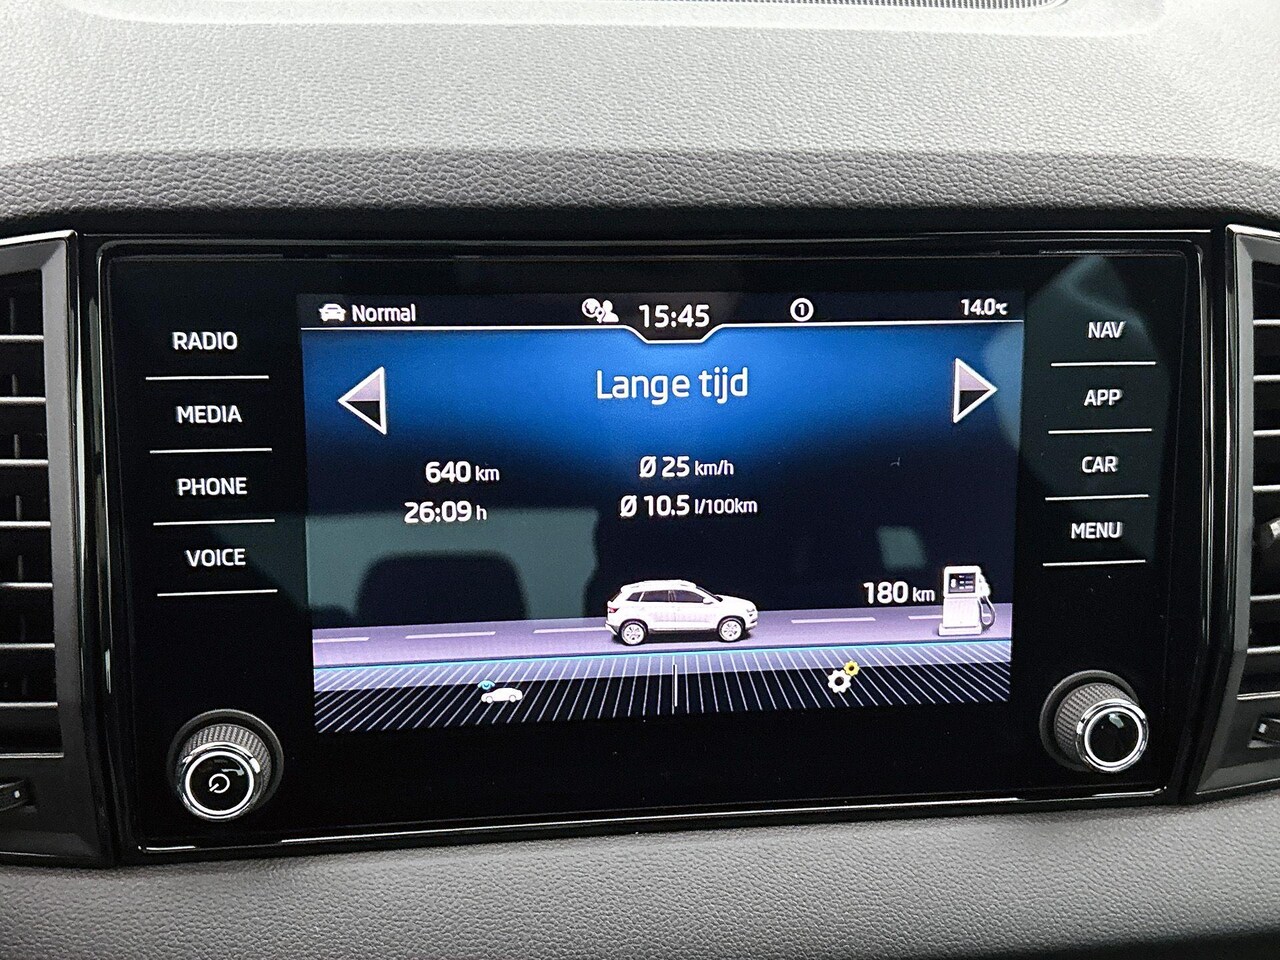 Normal
15:45
1
14.0°C
RADIO
MEDIA
PHONE
VOICE
Lange tijd
640 km
26:09 h
Ø 25 km/h
Ø 10.5 l/100km
180 km
NAV
APP
CAR
MENU